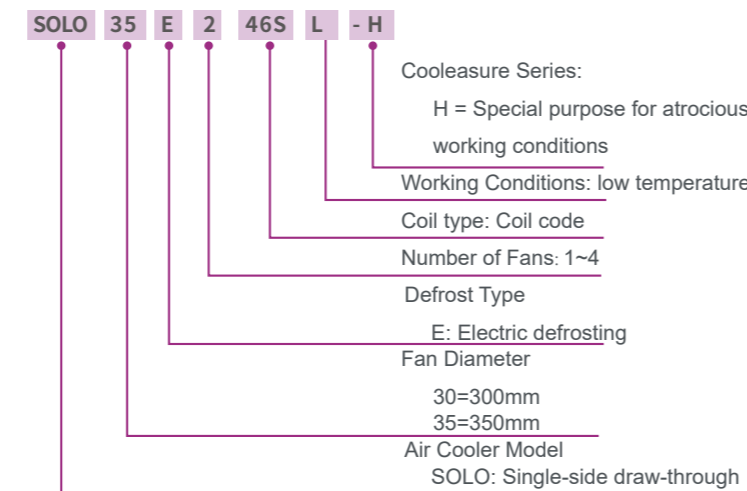 SOLO 35 E 2 46S L - H
Cooleasure Series:
H = Special purpose for atrocious
working conditions
Working Conditions: low temperature
Coil type: Coil code
Number of Fans: 1~4
Defrost Type
E: Electric defrosting
Fan Diameter
30=300mm
35=350mm
Air Cooler Model
SOLO: Single-side draw-through